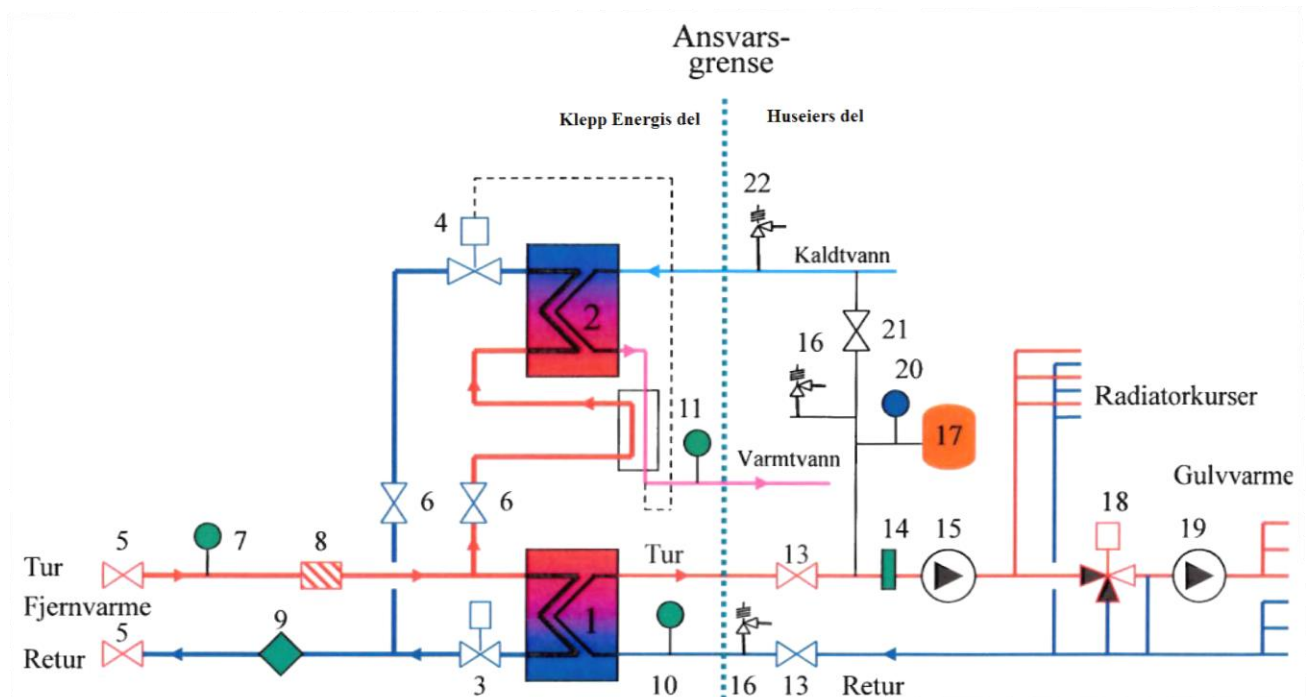 Ansvars-
grense
Klepp Energis del
Huseiers del
22
4
Kaldtvann
2
21
16
20
11
17
Radiatorkurser
Varmtvann
Gulvvarme
6
6
18
5
7
8
Tur
13
14
15
19
Tur
Fjernvarme
5
9
1
Retur
3
10
16
13
Retur